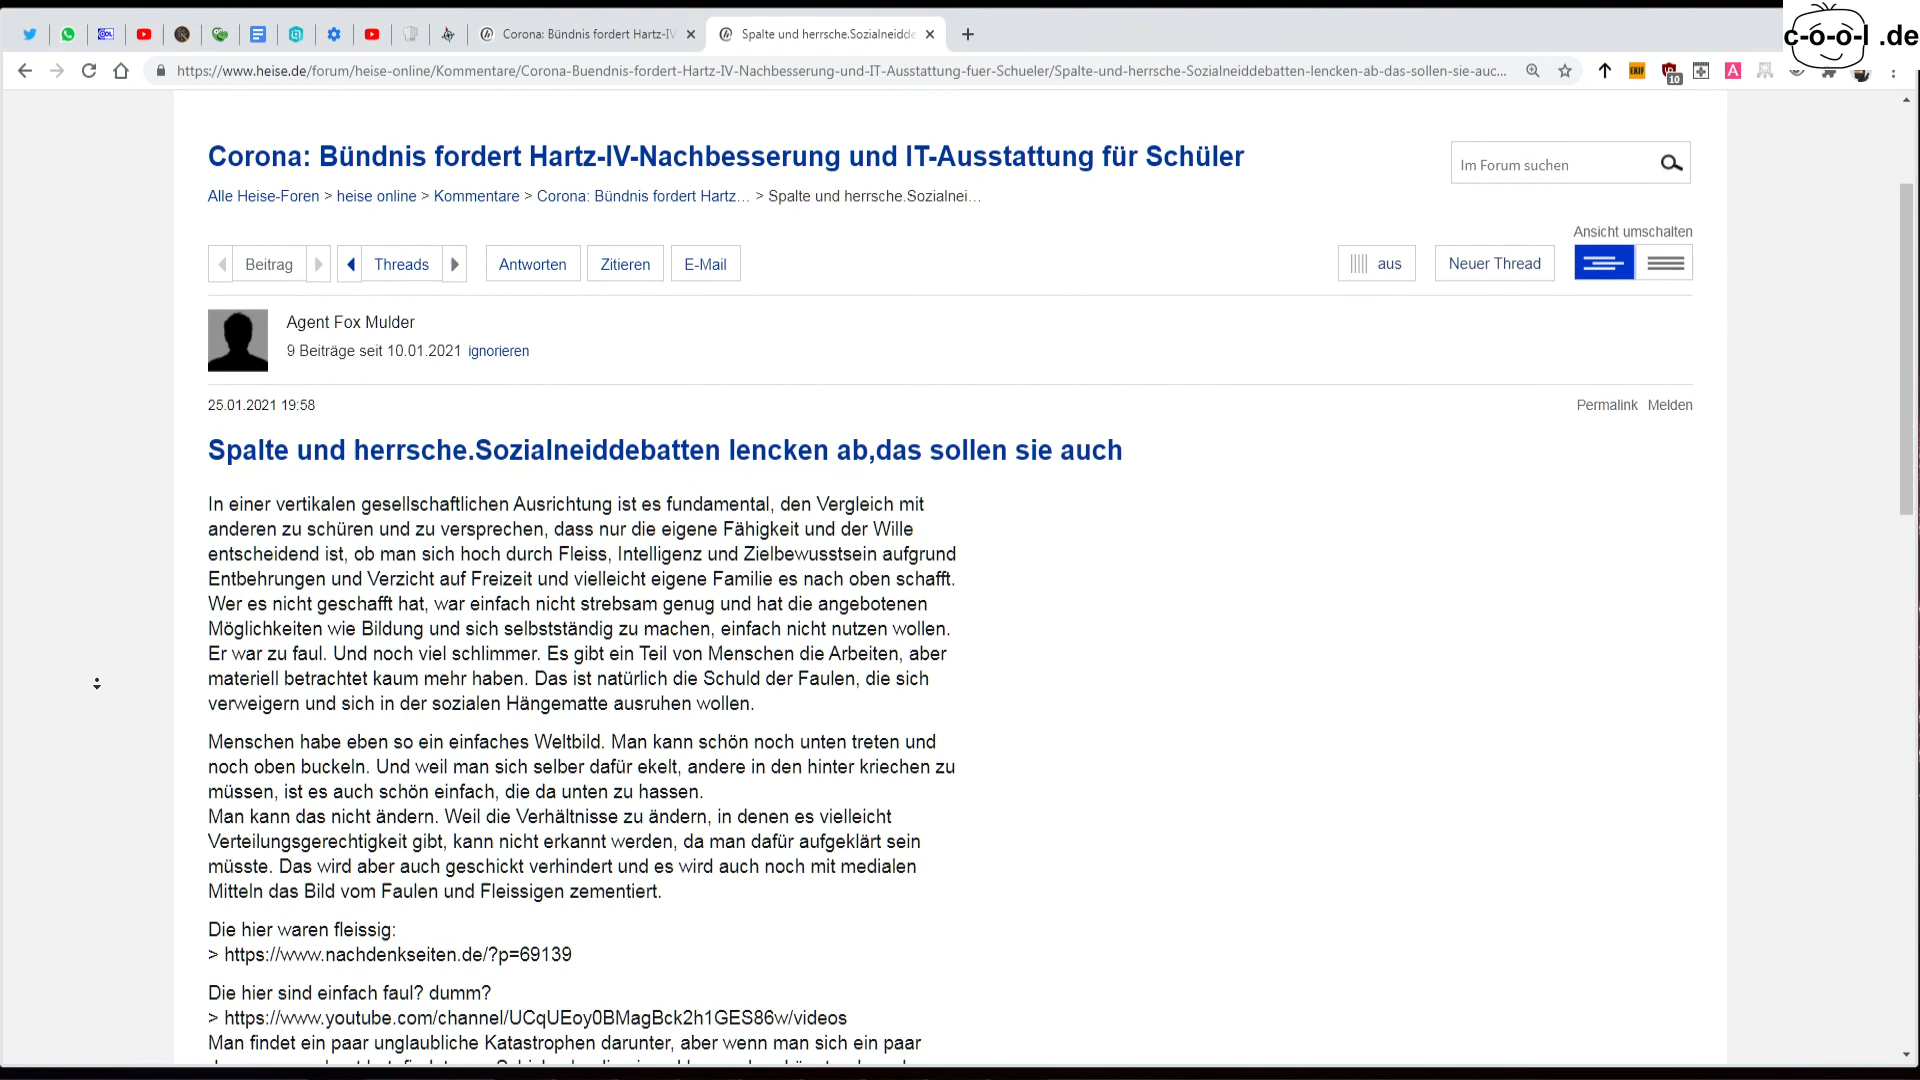 Corona: Bündnis fordert Hartz-IV
Spalte und herrsche.Sozialneidde
c-o-o-l .de
https://www.heise.de/forum/heise-online/Kommentare/Corona-Buendnis-fordert-Hartz-IV-Nachbesserung-und-IT-Ausstattung-fuer-Schueler/Spalte-und-herrsche-Sozialneiddebatten-lencken-ab-das-sollen-sie-auc...
EXIF
10
A
Corona: Bündnis fordert Hartz-IV-Nachbesserung und IT-Ausstattung für Schüler
Im Forum suchen
Alle Heise-Foren > heise online > Kommentare > Corona: Bündnis fordert Hartz... > Spalte und herrsche.Sozialnei...
Ansicht umschalten
Beitrag Threads Antworten Zitieren E-Mail aus Neuer Thread
Agent Fox Mulder
9 Beiträge seit 10.01.2021 ignorieren
25.01.2021 19:58 Permalink Melden
Spalte und herrsche.Sozialneiddebatten lencken ab,das sollen sie auch
In einer vertikalen gesellschaftlichen Ausrichtung ist es fundamental, den Vergleich mit
anderen zu schüren und zu versprechen, dass nur die eigene Fähigkeit und der Wille
entscheidend ist, ob man sich hoch durch Fleiss, Intelligenz und Zielbewusstsein aufgrund
Entbehrungen und Verzicht auf Freizeit und vielleicht eigene Familie es nach oben schafft.
Wer es nicht geschafft hat, war einfach nicht strebsam genug und hat die angebotenen
Möglichkeiten wie Bildung und sich selbstständig zu machen, einfach nicht nutzen wollen.
Er war zu faul. Und noch viel schlimmer. Es gibt ein Teil von Menschen die Arbeiten, aber
materiell betrachtet kaum mehr haben. Das ist natürlich die Schuld der Faulen, die sich
verweigern und sich in der sozialen Hängematte ausruhen wollen.
Menschen habe eben so ein einfaches Weltbild. Man kann schön noch unten treten und
noch oben buckeln. Und weil man sich selber dafür ekelt, andere in den hinter kriechen zu
müssen, ist es auch schön einfach, die da unten zu hassen.
Man kann das nicht ändern. Weil die Verhältnisse zu ändern, in denen es vielleicht
Verteilungsgerechtigkeit gibt, kann nicht erkannt werden, da man dafür aufgeklärt sein
müsste. Das wird aber auch geschickt verhindert und es wird auch noch mit medialen
Mitteln das Bild vom Faulen und Fleissigen zementiert.
Die hier waren fleissig:
> https://www.nachdenkseiten.de/?p=69139
Die hier sind einfach faul? dumm?
> https://www.youtube.com/channel/UCqUEoy0BMagBck2h1GES86w/videos
Man findet ein paar unglaubliche Katastrophen darunter, aber wenn man sich ein paar